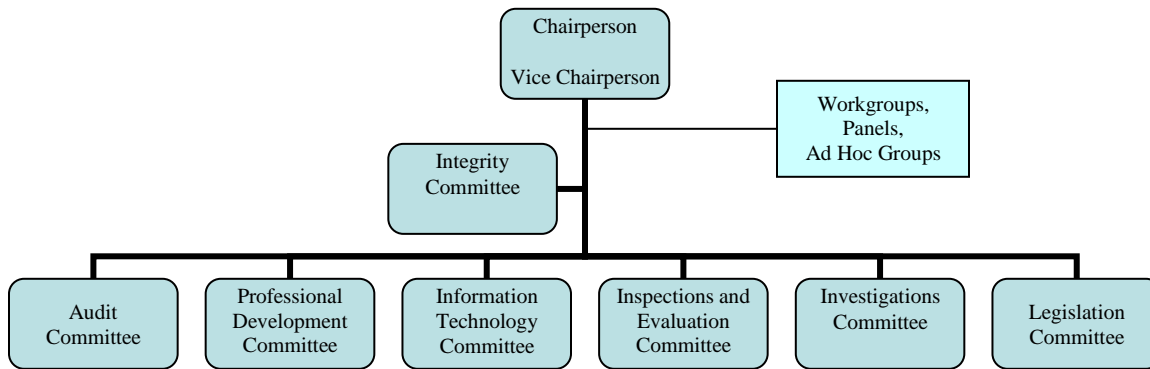 Chairperson
Vice Chairperson
Workgroups,
Panels,
Ad Hoc Groups
Integrity
Committee
Audit
Committee
Professional
Development
Committee
Information
Technology
Committee
Inspections and
Evaluation
Committee
Investigations
Committee
Legislation
Committee